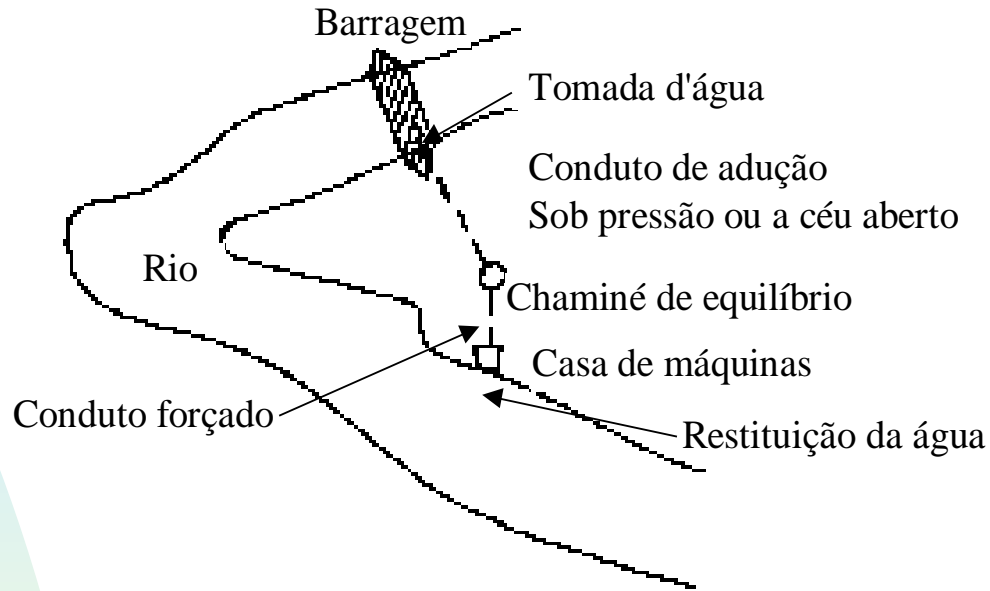 Barragem
Tomada d'água
Conduto de adução
Sob pressão ou a céu aberto
Rio
Chaminé de equilíbrio
Casa de máquinas
Conduto forçado
Restituição da água